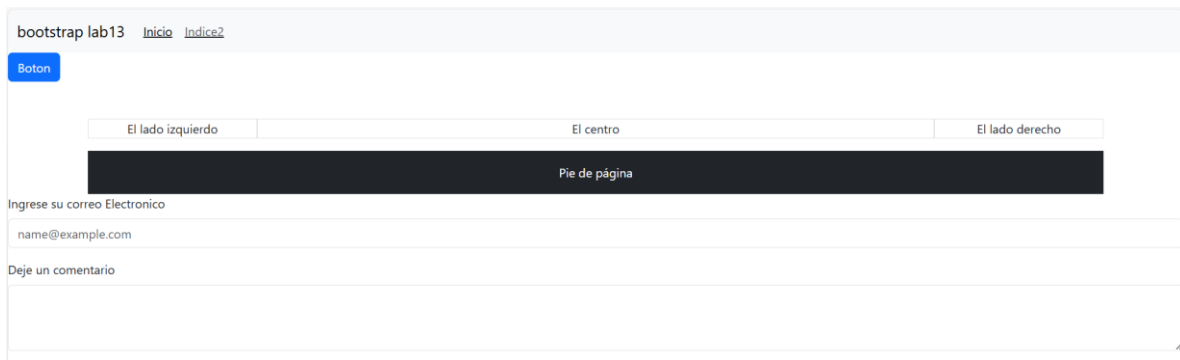 bootstrap lab13 Inicio Indice2
Boton
El lado izquierdo El centro El lado derecho
Pie de página
Ingrese su correo Electronico
name@example.com
Deje un comentario